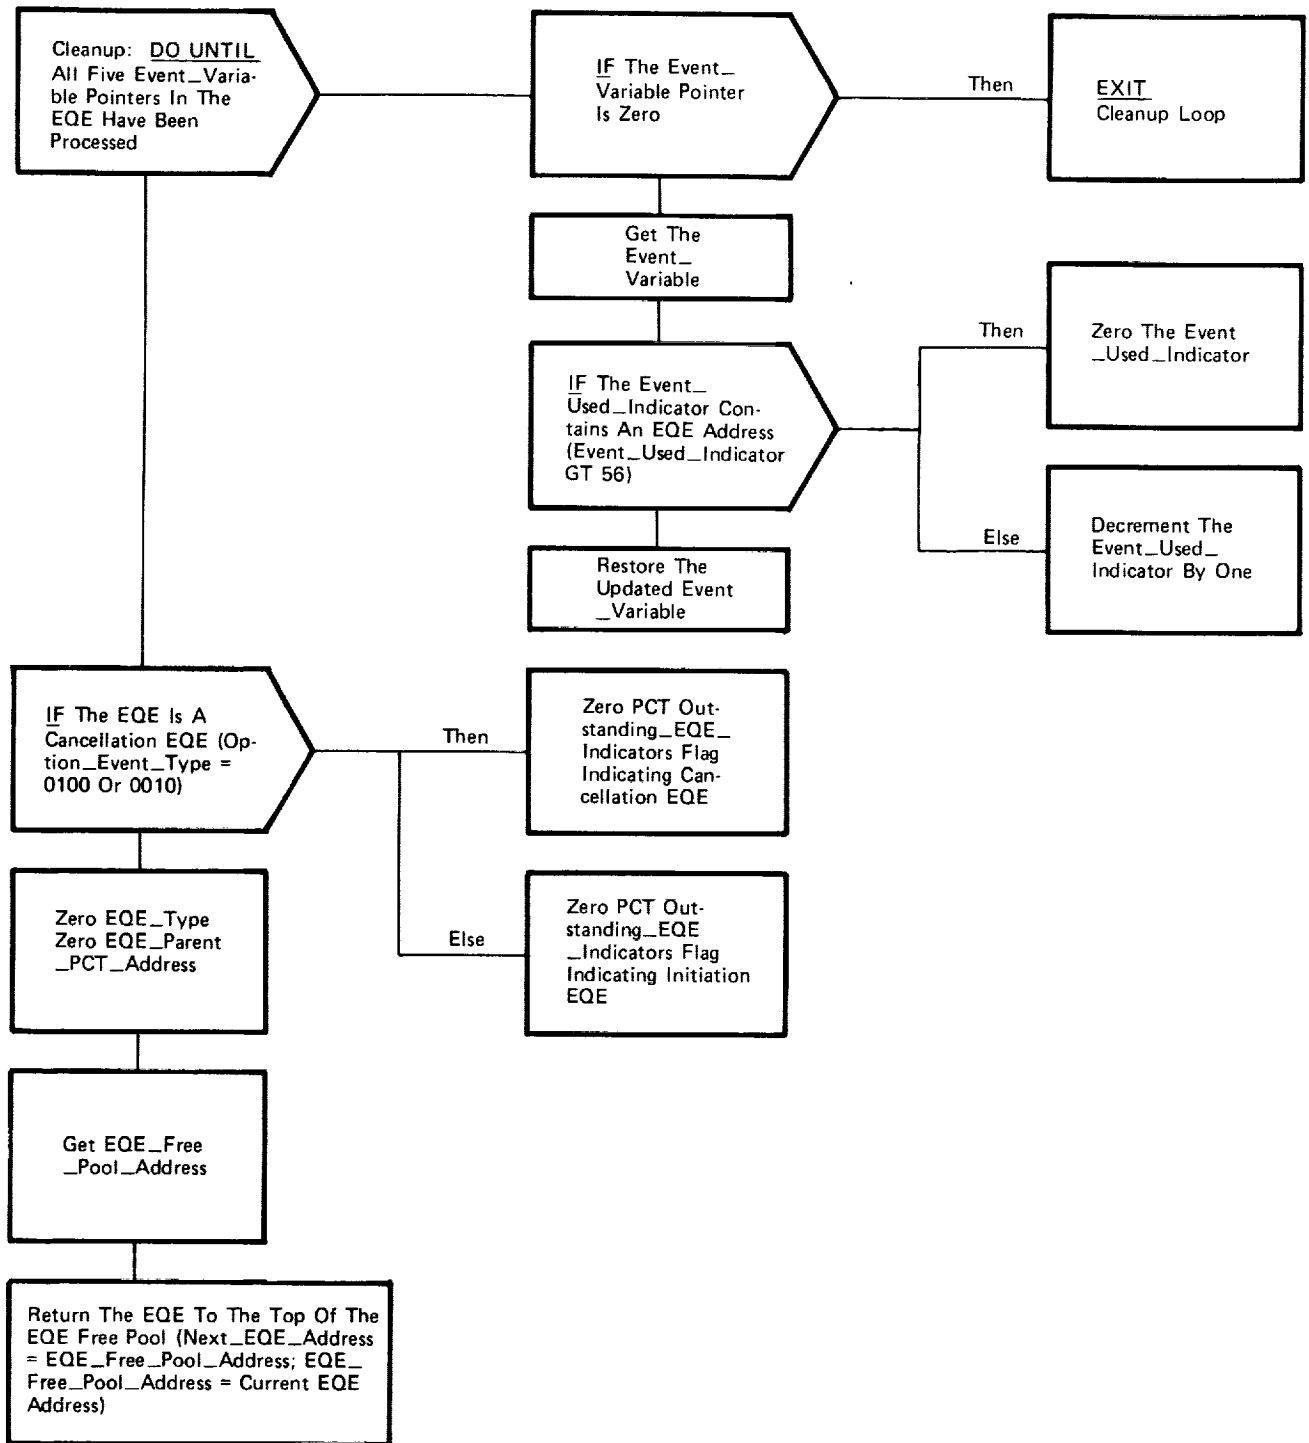 Cleanup: DO UNTIL
All Five Event_Varia-
ble Pointers In The
EQE Have Been
Processed
IF The Event_
Variable Pointer
Is Zero
Then
EXIT
Cleanup Loop
Get The
Event_
Variable
IF The Event_
Used_Indicator Con-
tains An EQE Address
(Event_Used_Indicator
GT 56)
Then
Zero The Event
_Used_Indicator
Else
Decrement The
Event_Used_
Indicator By One
Restore The
Updated Event
_Variable
IF The EQE Is A
Cancellation EQE (Op-
tion_Event_Type =
0100 Or 0010)
Then
Zero PCT Out-
standing_EQE_
Indicators Flag
Indicating Can-
cellation EQE
Else
Zero PCT Out-
standing_EQE
_Indicators Flag
Indicating Initiation
EQE
Zero EQE_Type
Zero EQE_Parent
_PCT_Address
Get EQE_Free
_Pool_Address
Return The EQE To The Top Of The
EQE Free Pool (Next_EQE_Address
= EQE_Free_Pool_Address; EQE_
Free_Pool_Address = Current EQE
Address)